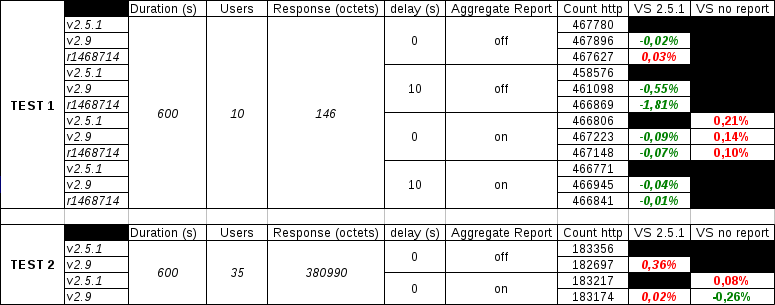 Duration (s) Users Response (octets) delay (s) Aggregate Report Count http VS 2.5.1 VS no report
TEST 1 600 10 146
v2.5.1 0 off 467780
v2.9 467896 -0,02%
r1468714 467627 0,03%
v2.5.1 10 off 458576
v2.9 461098 -0,55%
r1468714 466869 -1,81%
v2.5.1 0 on 466806 0,21%
v2.9 467223 -0,09% 0,14%
r1468714 467148 -0,07% 0,10%
v2.5.1 10 on 466771
v2.9 466945 -0,04%
r1468714 466841 -0,01%
Duration (s) Users Response (octets) delay (s) Aggregate Report Count http VS 2.5.1 VS no report
TEST 2 600 35 380990
v2.5.1 0 off 183356
v2.9 182697 0,36%
v2.5.1 0 on 183217 0,08%
v2.9 183174 0,02% -0,26%